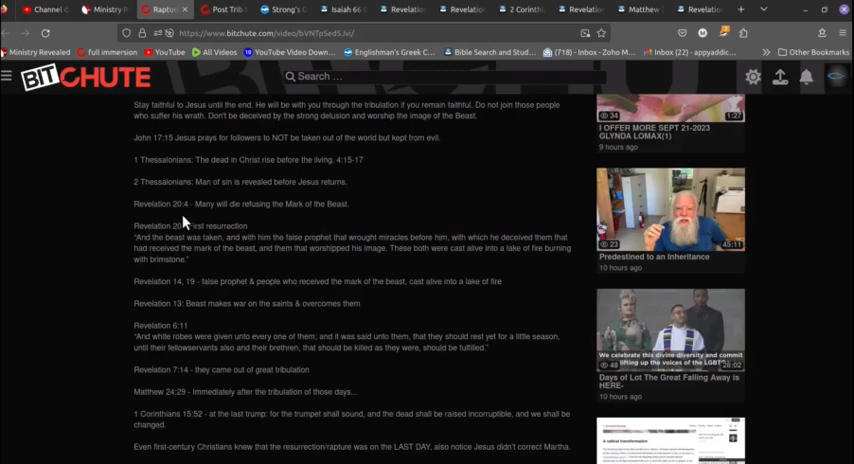 Channel d
Ministry R
Rapture
Post Trib
Strong's G
Isaiah 66
Revelation
Revelation
2 Corinthi
Revelation
Matthew
Revelation
https://www.bitchute.com/video/bVNTpSed5Jvi/
Ministry Revealed
full immersion
YouTube
All Videos
10 YouTube Video Down…
Englishman's Greek C…
Bible Search and Stud…
(718) - Inbox - Zoho M…
Inbox (22) - appyaddic…
Other Bookmarks
BITCHUTE
Search …
Stay faithful to Jesus until the end. He will be with you through the tribulation if you remain faithful. Do not join those people
who suffer his wrath. Don't be deceived by the strong delusion and worship the image of the Beast.
John 17:15 Jesus prays for followers to NOT be taken out of the world but kept from evil.
1 Thessalonians: The dead in Christ rise before the living. 4:15-17
2 Thessalonians: Man of sin is revealed before Jesus returns.
Revelation 20:4 - Many will die refusing the Mark of the Beast.
Revelation 20 First resurrection
“And the beast was taken, and with him the false prophet that wrought miracles before him, with which he deceived them that
had received the mark of the beast, and them that worshipped his image. These both were cast alive into a lake of fire burning
with brimstone.”
Revelation 14, 19 - false prophet & people who received the mark of the beast, cast alive into a lake of fire
Revelation 13: Beast makes war on the saints & overcomes them
Revelation 6:11
“And white robes were given unto every one of them; and it was said unto them, that they should rest yet for a little season,
until their fellowservants also and their brethren, that should be killed as they were, should be fulfilled.”
Revelation 7:14 - they came out of great tribulation
Matthew 24:29 - Immediately after the tribulation of those days...
1 Corinthians 15:52 - at the last trump: for the trumpet shall sound, and the dead shall be raised incorruptible, and we shall be
changed.
Even first-century Christians knew that the resurrection/rapture was on the LAST DAY, also notice Jesus didn't correct Martha.
34
1:27
I OFFER MORE SEPT 21-2023
GLYNDA LOMAX(1)
9 hours ago
23
45:11
Predestined to an Inheritance
10 hours ago
We celebrate this divine diversity and commit
lifting up the voices of the LGBT
48
28:02
Days of Lot The Great Falling Away is
HERE-
10 hours ago
A radical transformation